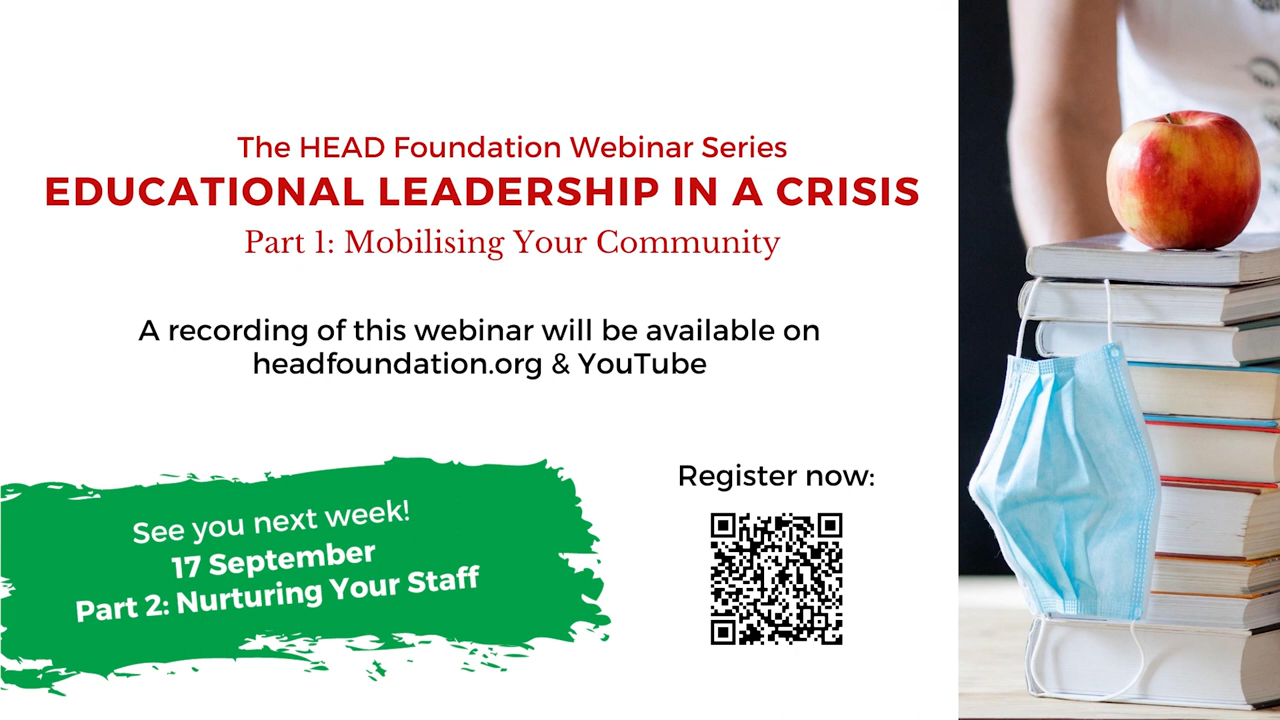 The HEAD Foundation Webinar Series
EDUCATIONAL LEADERSHIP IN A CRISIS
Part 1: Mobilising Your Community
A recording of this webinar will be available on
headfoundation.org & YouTube
See you next week!
17 September
Part 2: Nurturing Your Staff
Register now: